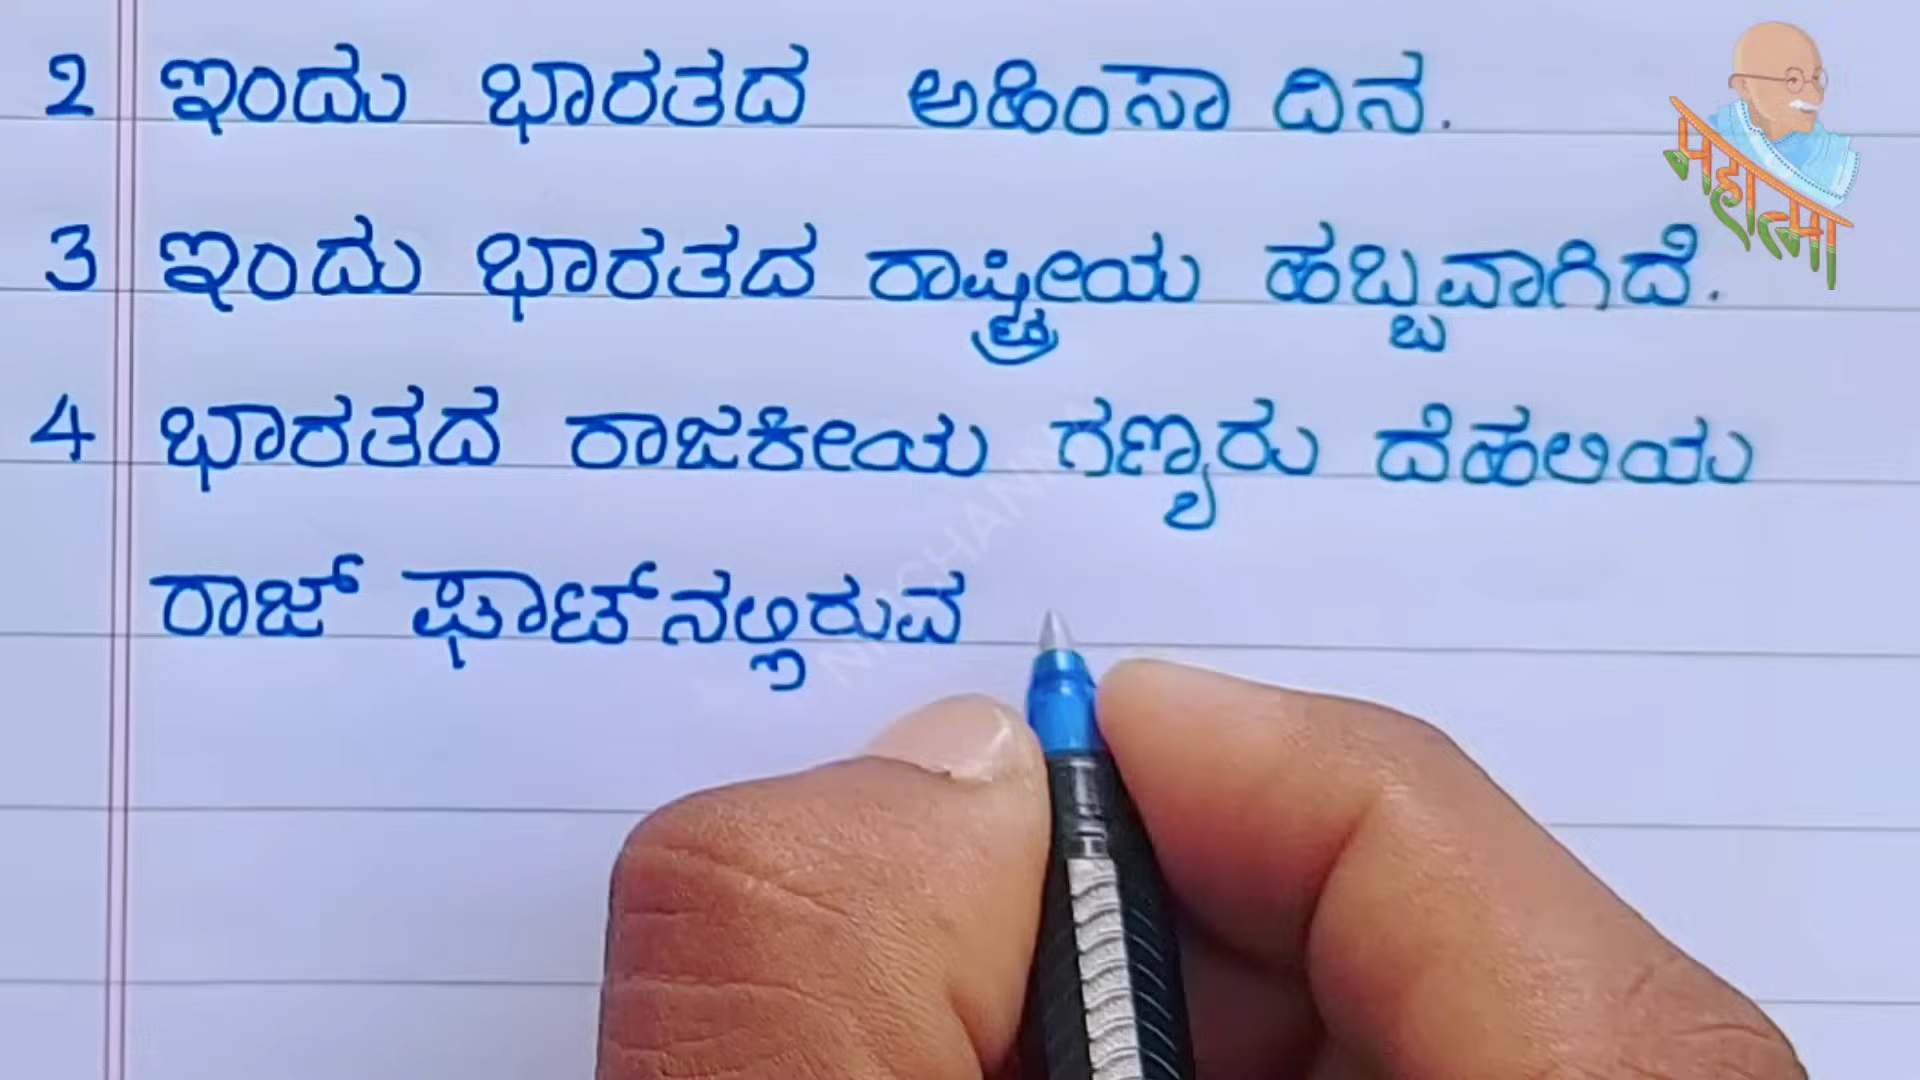 2 ಇಂದು ಭಾರತದ ಅಹಿಂಸಾ ದಿನ.
महात्मा
3 ಇಂದು ಭಾರತದ ರಾಷ್ಟ್ರೀಯ ಹಬ್ಬವಾಗಿದೆ.
4 ಭಾರತದ ರಾಜಕೀಯ ಗಣ್ಯರು ದೆಹಲಿಯ
ರಾಜ್ ಘಾಟ್‌ನಲ್ಲಿರುವ